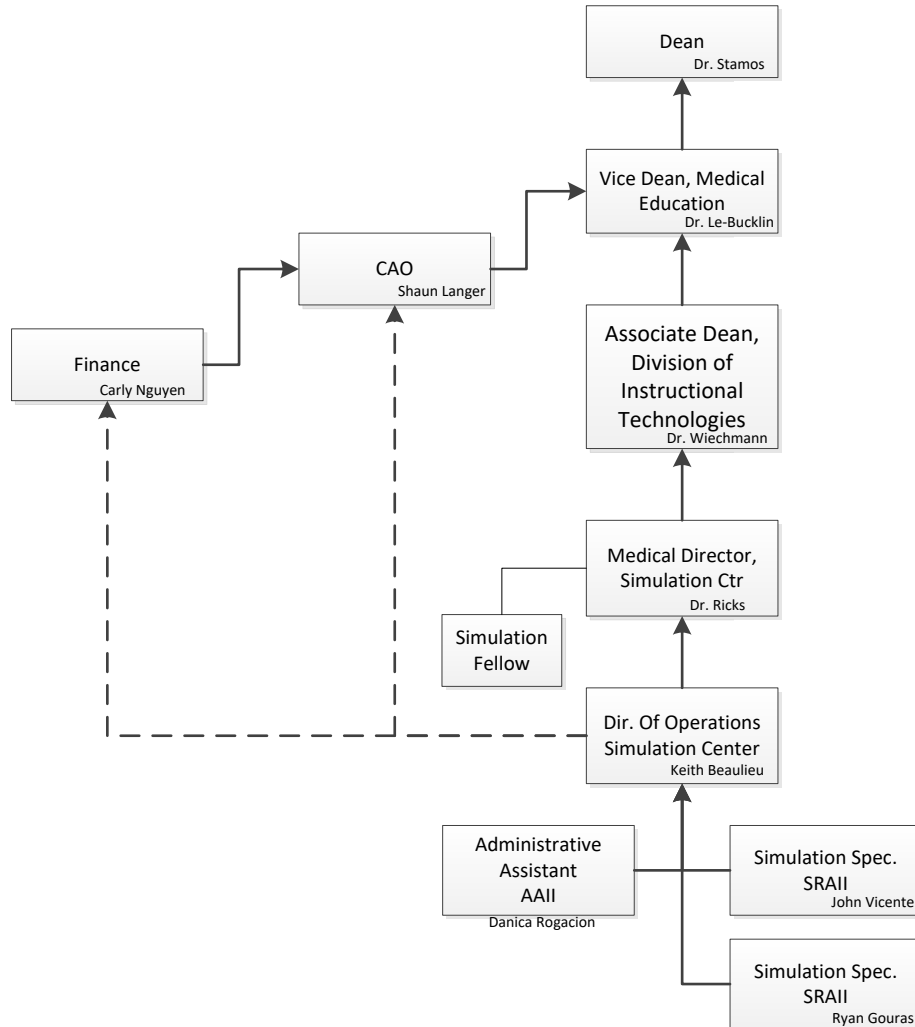 Dean
Dr. Stamos
Vice Dean, Medical
Education
Dr. Le-Bucklin
CAO
Shaun Langer
Finance
Carly Nguyen
Associate Dean,
Division of
Instructional
Technologies
Dr. Wiechmann
Medical Director,
Simulation Ctr
Dr. Ricks
Simulation
Fellow
Dir. Of Operations
Simulation Center
Keith Beaulieu
Administrative
Assistant
AAII
Danica Rogacion
Simulation Spec.
SRAII
John Vicente
Simulation Spec.
SRAII
Ryan Gouras